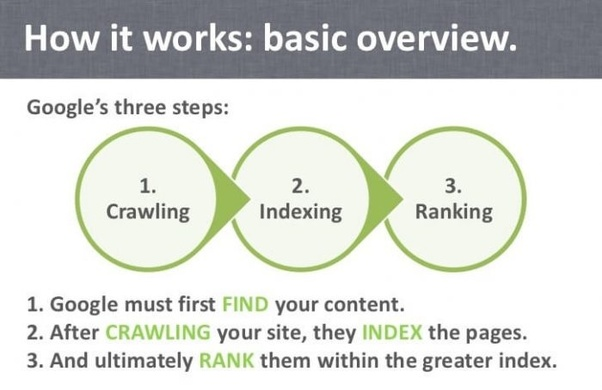 How it works: basic overview.
Google's three steps:
1.
Crawling
2.
Indexing
3.
Ranking
1. Google must first FIND your content.
2. After CRAWLING your site, they INDEX the pages.
3. And ultimately RANK them within the greater index.